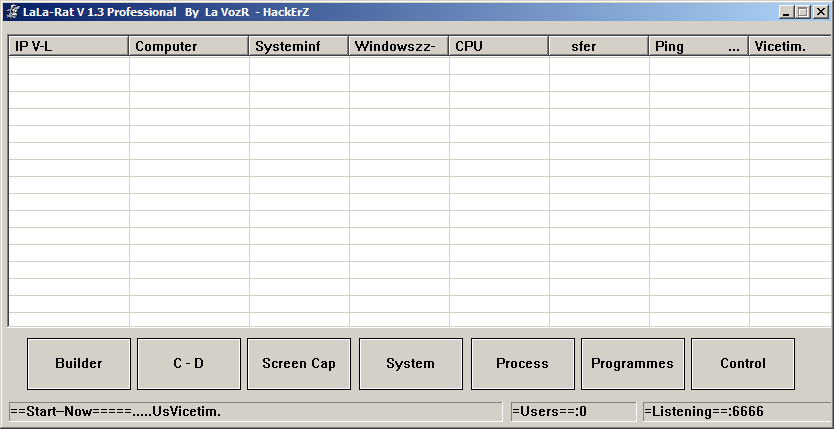 LaLa-Rat V 1.3 Professional By La VozR - HackErZ
IP V-L Computer Systeminf Windowszz- CPU sfer Ping ... Vicetim.
Builder C - D Screen Cap System Process Programmes Control
==Start--Now=====.....UsVicetim. =Users==:0 =Listening==:6666